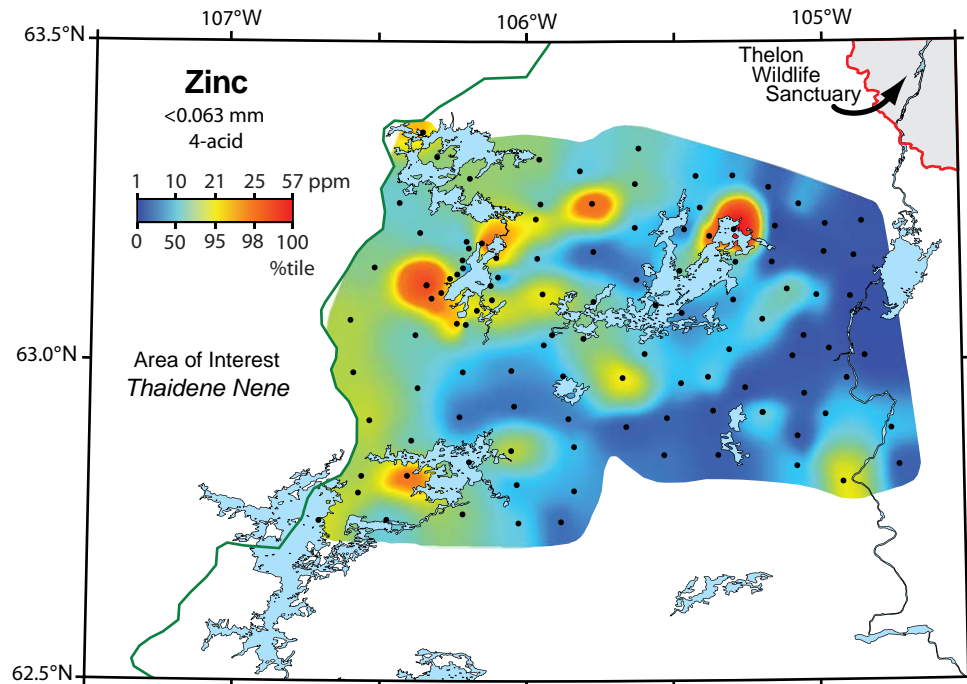 107°W 106°W 105°W
63.5°N
Zinc
<0.063 mm
4-acid
1 10 21 25 57 ppm
0 50 95 98 100
%tile
Thelon
Wildlife
Sanctuary
63.0°N
Area of Interest
Thaidene Nene
62.5°N